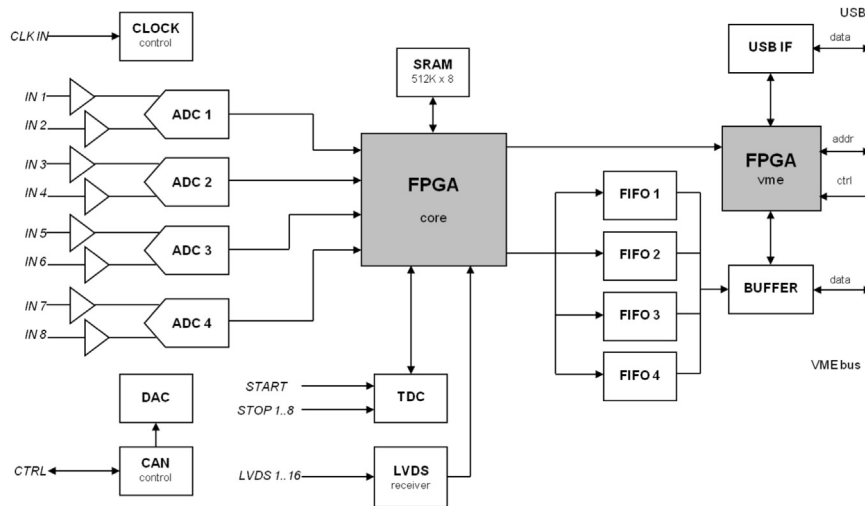 USB
CLK IN
CLOCK
control
USB IF
data
SRAM
512K x 8
IN 1
ADC 1
IN 2
IN 3
ADC 2
IN 4
FPGA
core
FPGA
vme
addr
ctrl
FIFO 1
IN 5
ADC 3
IN 6
FIFO 2
BUFFER
data
IN 7
ADC 4
IN 8
FIFO 3
FIFO 4
VME bus
START
STOP 1..8
TDC
DAC
CTRL
CAN
control
LVDS 1..16
LVDS
receiver